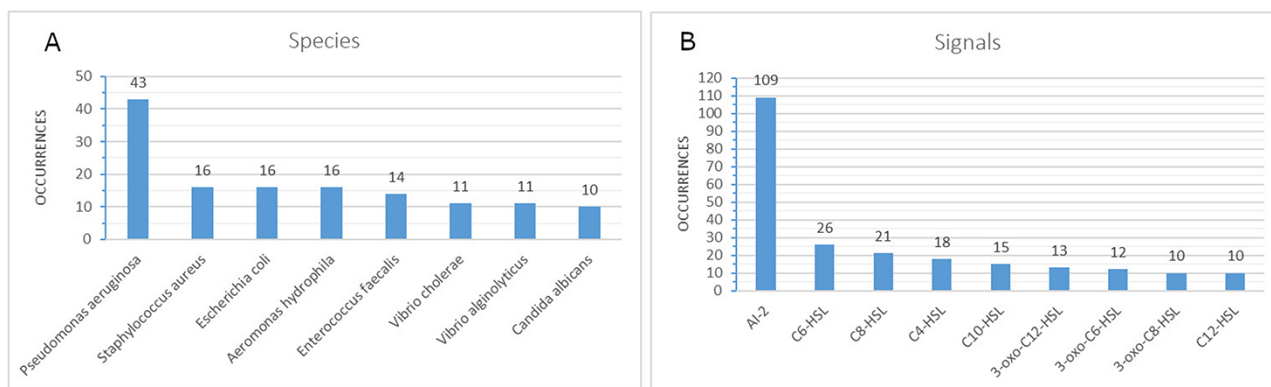 A
Species
OCCURRENCES
50
40
30
20
10
0
43
16
16
16
14
11
11
10
Pseudomonas aeruginosa
Staphylococcus aureus
Escherichia coli
Aeromonas hydrophila
Enterococcus faecalis
Vibrio cholerae
Vibrio alginolyticus
Candida albicans
B
Signals
OCCURRENCES
120
110
100
90
80
70
60
50
40
30
20
10
0
109
26
21
18
15
13
12
10
10
AI-2
C6-HSL
C8-HSL
C4-HSL
C10-HSL
3-oxo-C12-HSL
3-oxo-C6-HSL
3-oxo-C8-HSL
C12-HSL